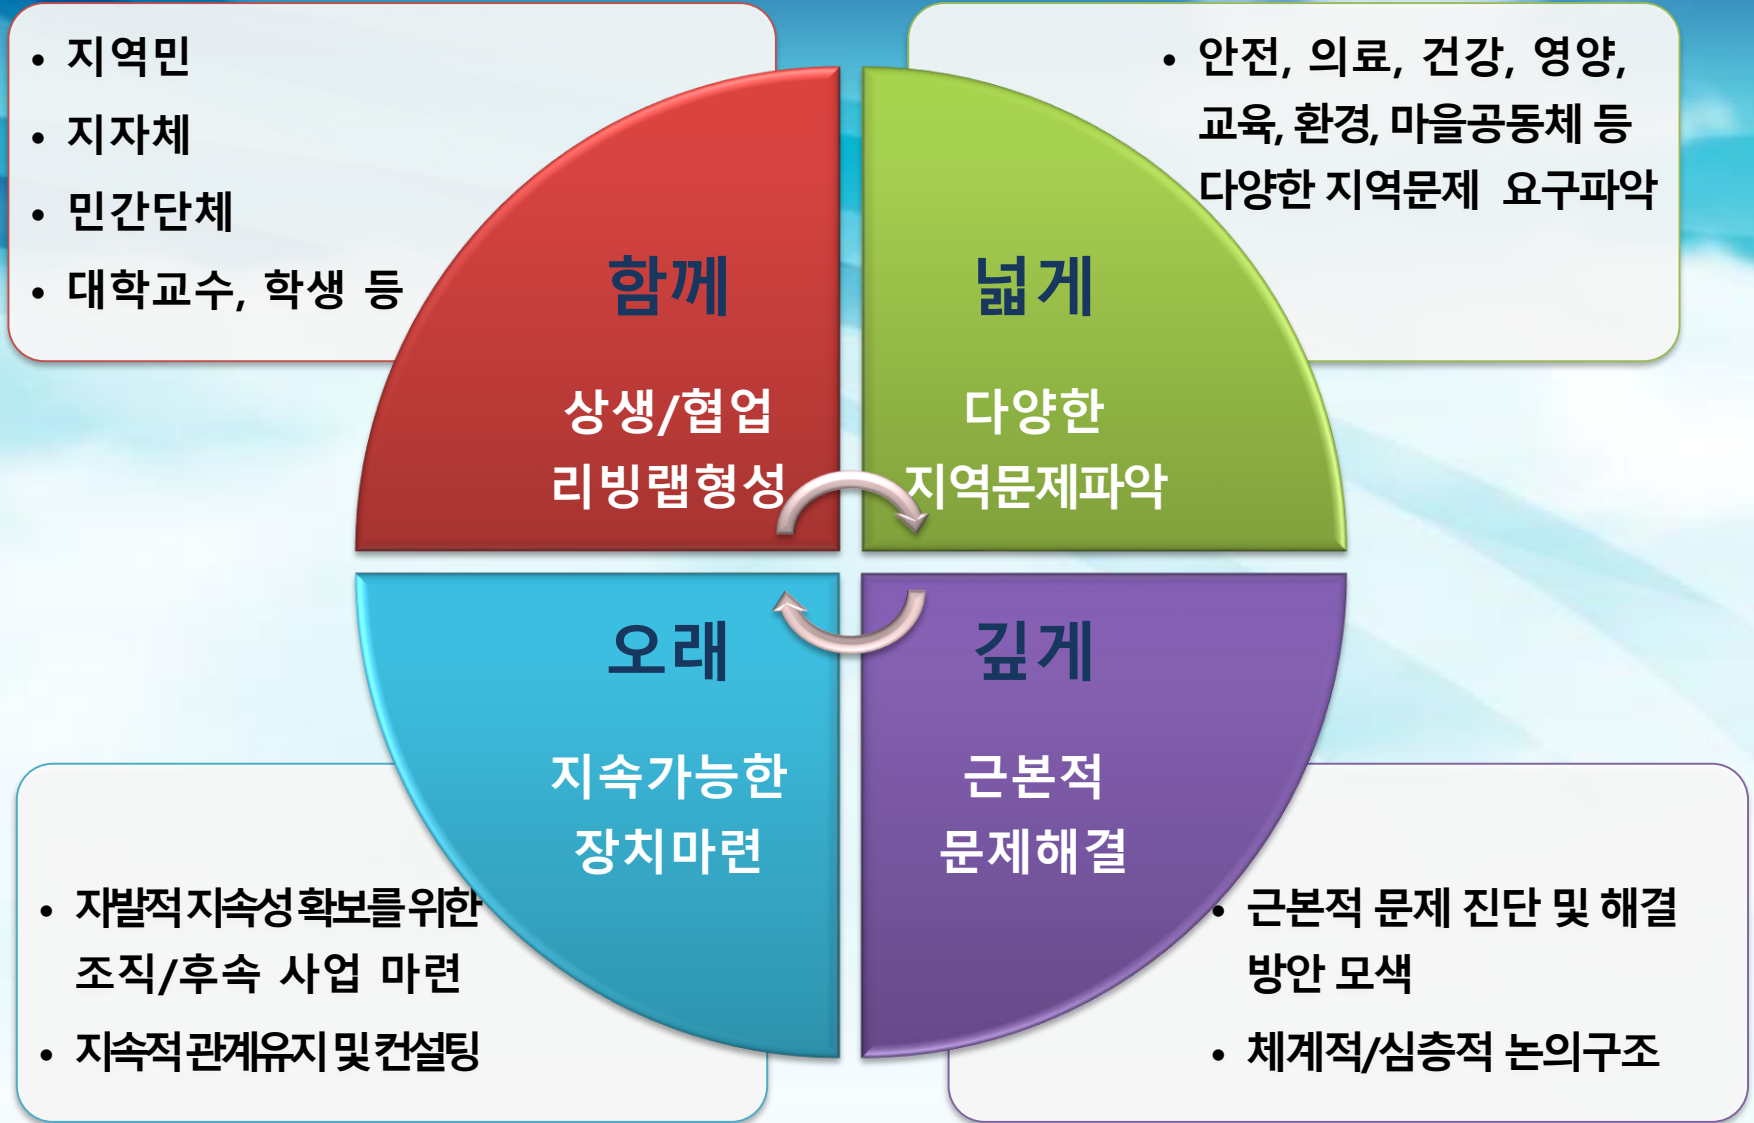 • 지역민
• 지자체
• 민간단체
• 대학교수, 학생 등
함께
상생/협업
리빙랩형성
• 안전, 의료, 건강, 영양,
교육, 환경, 마을공동체 등
다양한 지역문제 요구파악
넓게
다양한
지역문제파악
오래
지속가능한
장치마련
• 자발적 지속성 확보를 위한
조직/후속 사업 마련
• 지속적 관계유지 및 컨설팅
깊게
근본적
문제해결
• 근본적 문제 진단 및 해결
방안 모색
• 체계적/심층적 논의구조